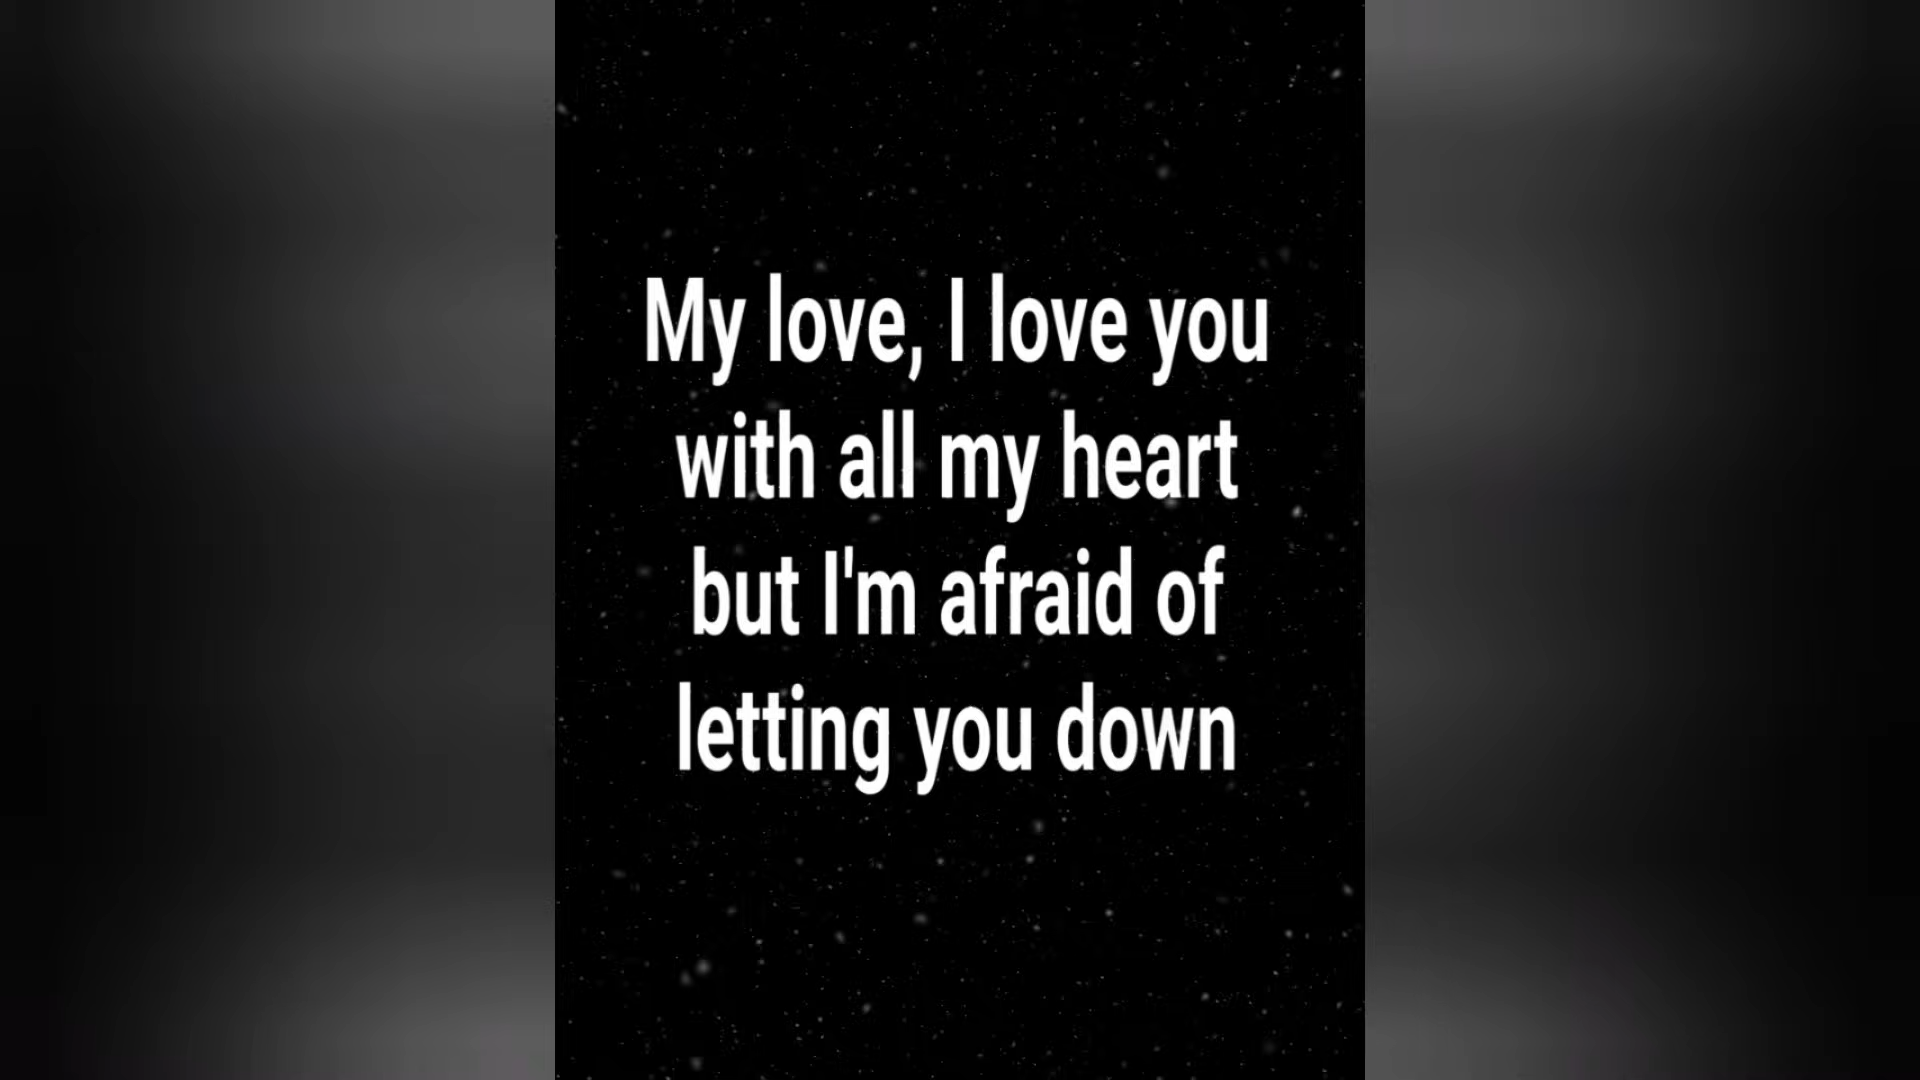 My love, I love you
with all my heart
but I'm afraid of
letting you down